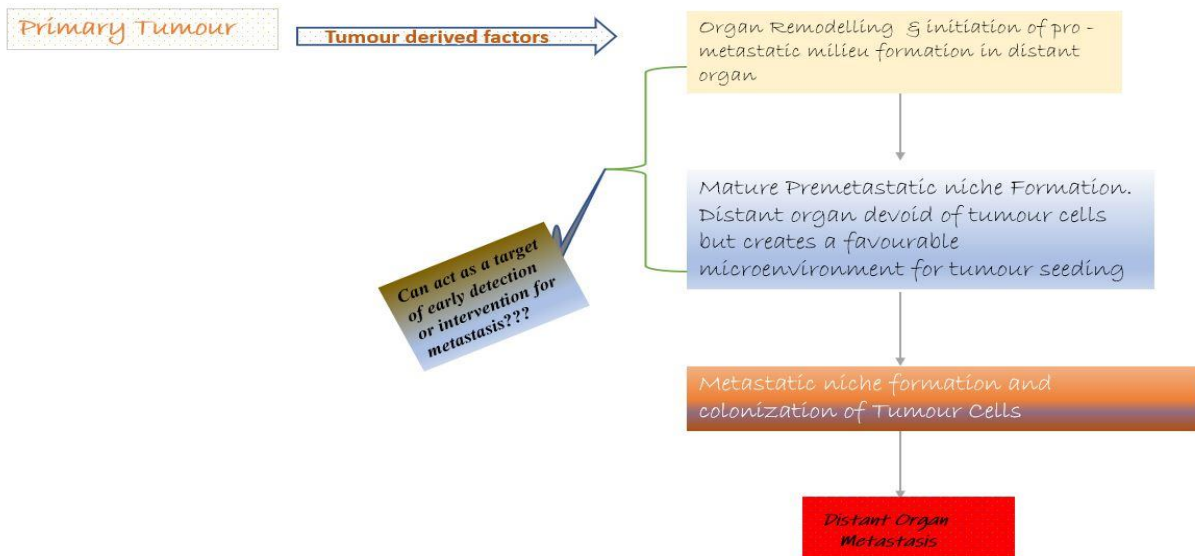 Primary Tumour
Tumour derived factors
Organ Remodelling & initiation of pro -
metastatic milieu formation in distant
organ
Mature Premetastatic niche Formation.
Distant organ devoid of tumour cells
but creates a favourable
microenvironment for tumour seeding
Can act as a target
of early detection
or intervention for
metastasis???
Metastatic niche formation and
colonization of Tumour Cells
Distant Organ
Metastasis